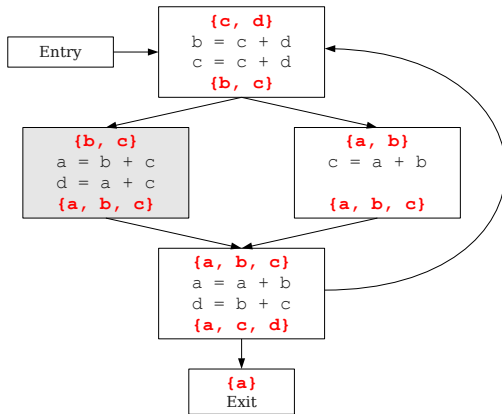 Entry
{c, d}
b = c + d
c = c + d
{b, c}
{b, c}
a = b + c
d = a + c
{a, b, c}
{a, b}
c = a + b
{a, b, c}
{a, b, c}
a = a + b
d = b + c
{a, c, d}
{a}
Exit